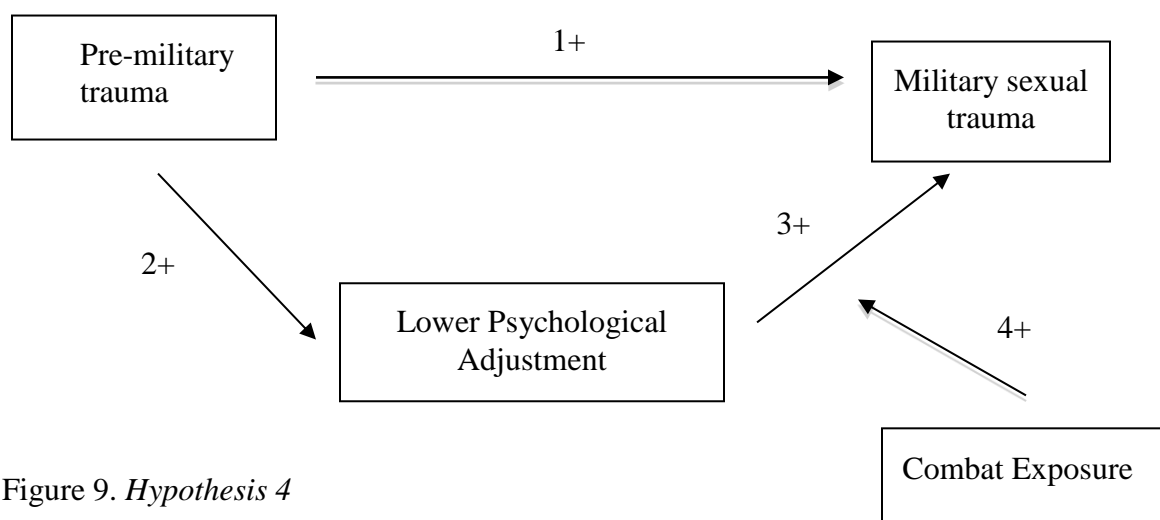 1+
Pre-military
trauma
Military sexual
trauma
2+
3+
Lower Psychological
Adjustment
4+
Combat Exposure
Figure 9. Hypothesis 4